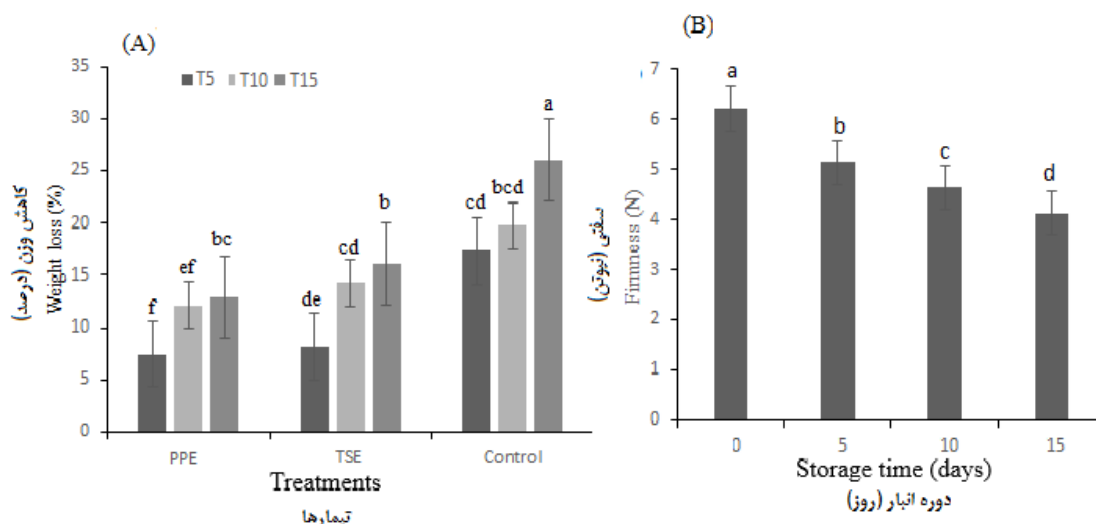 (A)
35
30
25
20
15
10
5
0
T5 T10 T15
f
ef
bc
de
cd
b
cd
bcd
a
PPE TSE Control
کاهش وزن (درصد)
Weight loss (%)
Treatments
تیمارها
(B)
7
6
5
4
3
2
1
0
a
b
c
d
0 5 10 15
سفتی (نیوتن)
Firmness (N)
Storage time (days)
دوره انبار (روز)